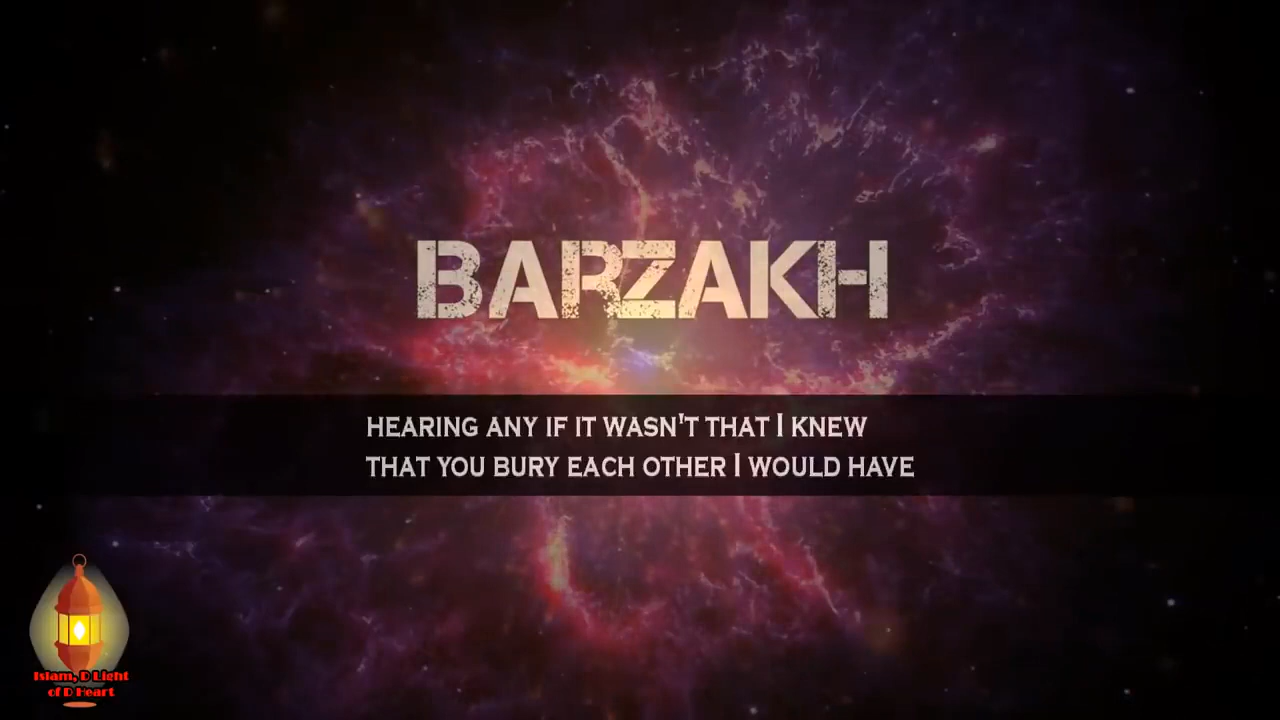 BARZAKH
HEARING ANY IF IT WASN'T THAT I KNEW
THAT YOU BURY EACH OTHER I WOULD HAVE
Islam, D Light
of D Heart